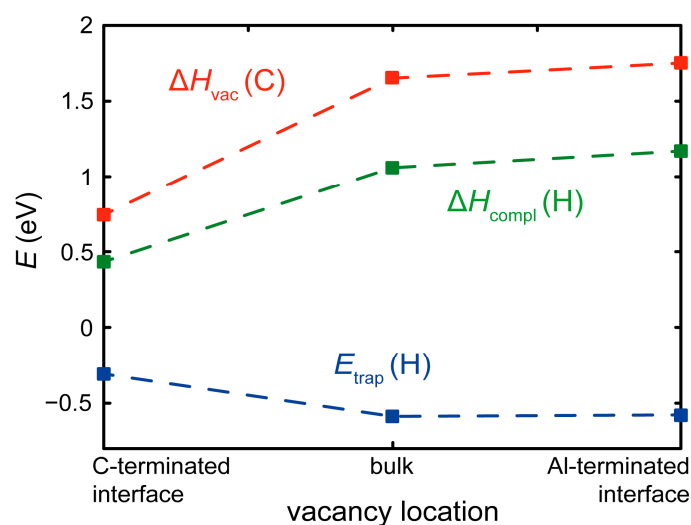 2
1.5
1
0.5
0
−0.5
E (eV)
ΔHvac (C)
ΔHcompl (H)
Etrap (H)
C-terminated interface
bulk
Al-terminated interface
vacancy location